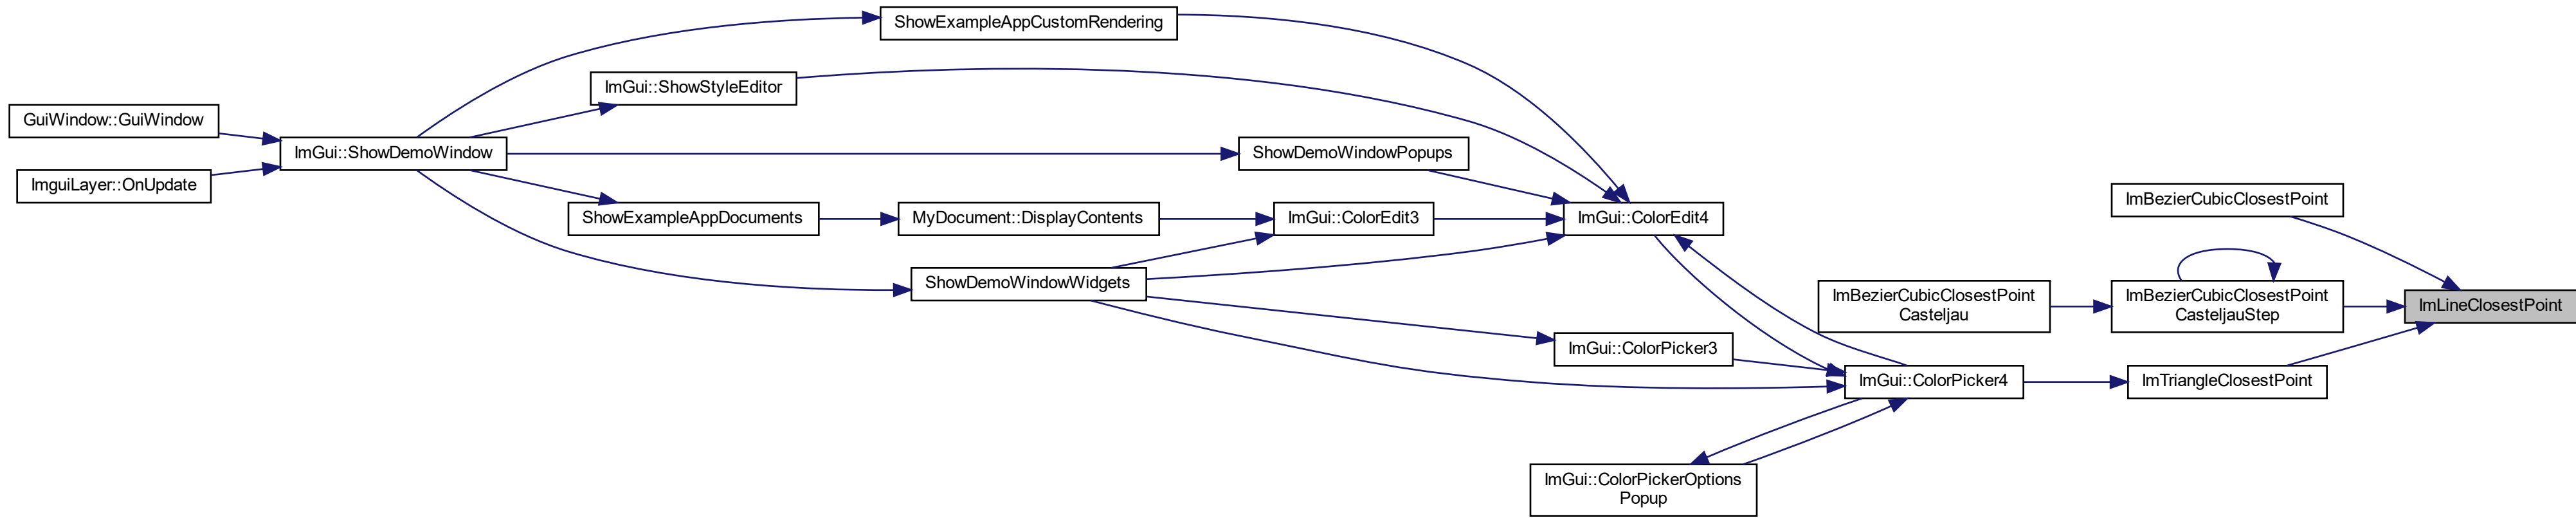 ShowExampleAppCustomRendering
ImGui::ShowStyleEditor
GuiWindow::GuiWindow
ImGui::ShowDemoWindow
ShowDemoWindowPopups
ImguiLayer::OnUpdate
ImBezierCubicClosestPoint
ShowExampleAppDocuments
MyDocument::DisplayContents
ImGui::ColorEdit3
ImGui::ColorEdit4
ShowDemoWindowWidgets
ImBezierCubicClosestPoint
Casteljau
ImBezierCubicClosestPoint
CasteljauStep
ImLineClosestPoint
ImGui::ColorPicker3
ImGui::ColorPicker4
ImTriangleClosestPoint
ImGui::ColorPickerOptions
Popup